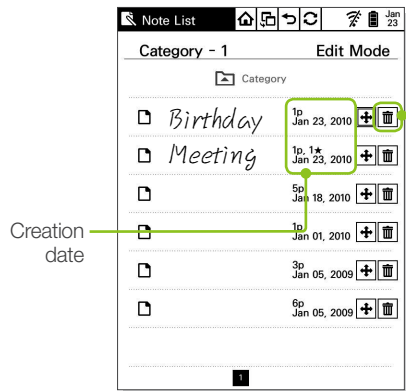 Note List
Jan
23
Category - 1 Edit Mode
Category
Birthday 1p
Jan 23, 2010
Meeting 1p, 1★
Jan 23, 2010
5p
Jan 18, 2010
1p
Jan 01, 2010
3p
Jan 05, 2009
6p
Jan 05, 2009
Creation
date
1